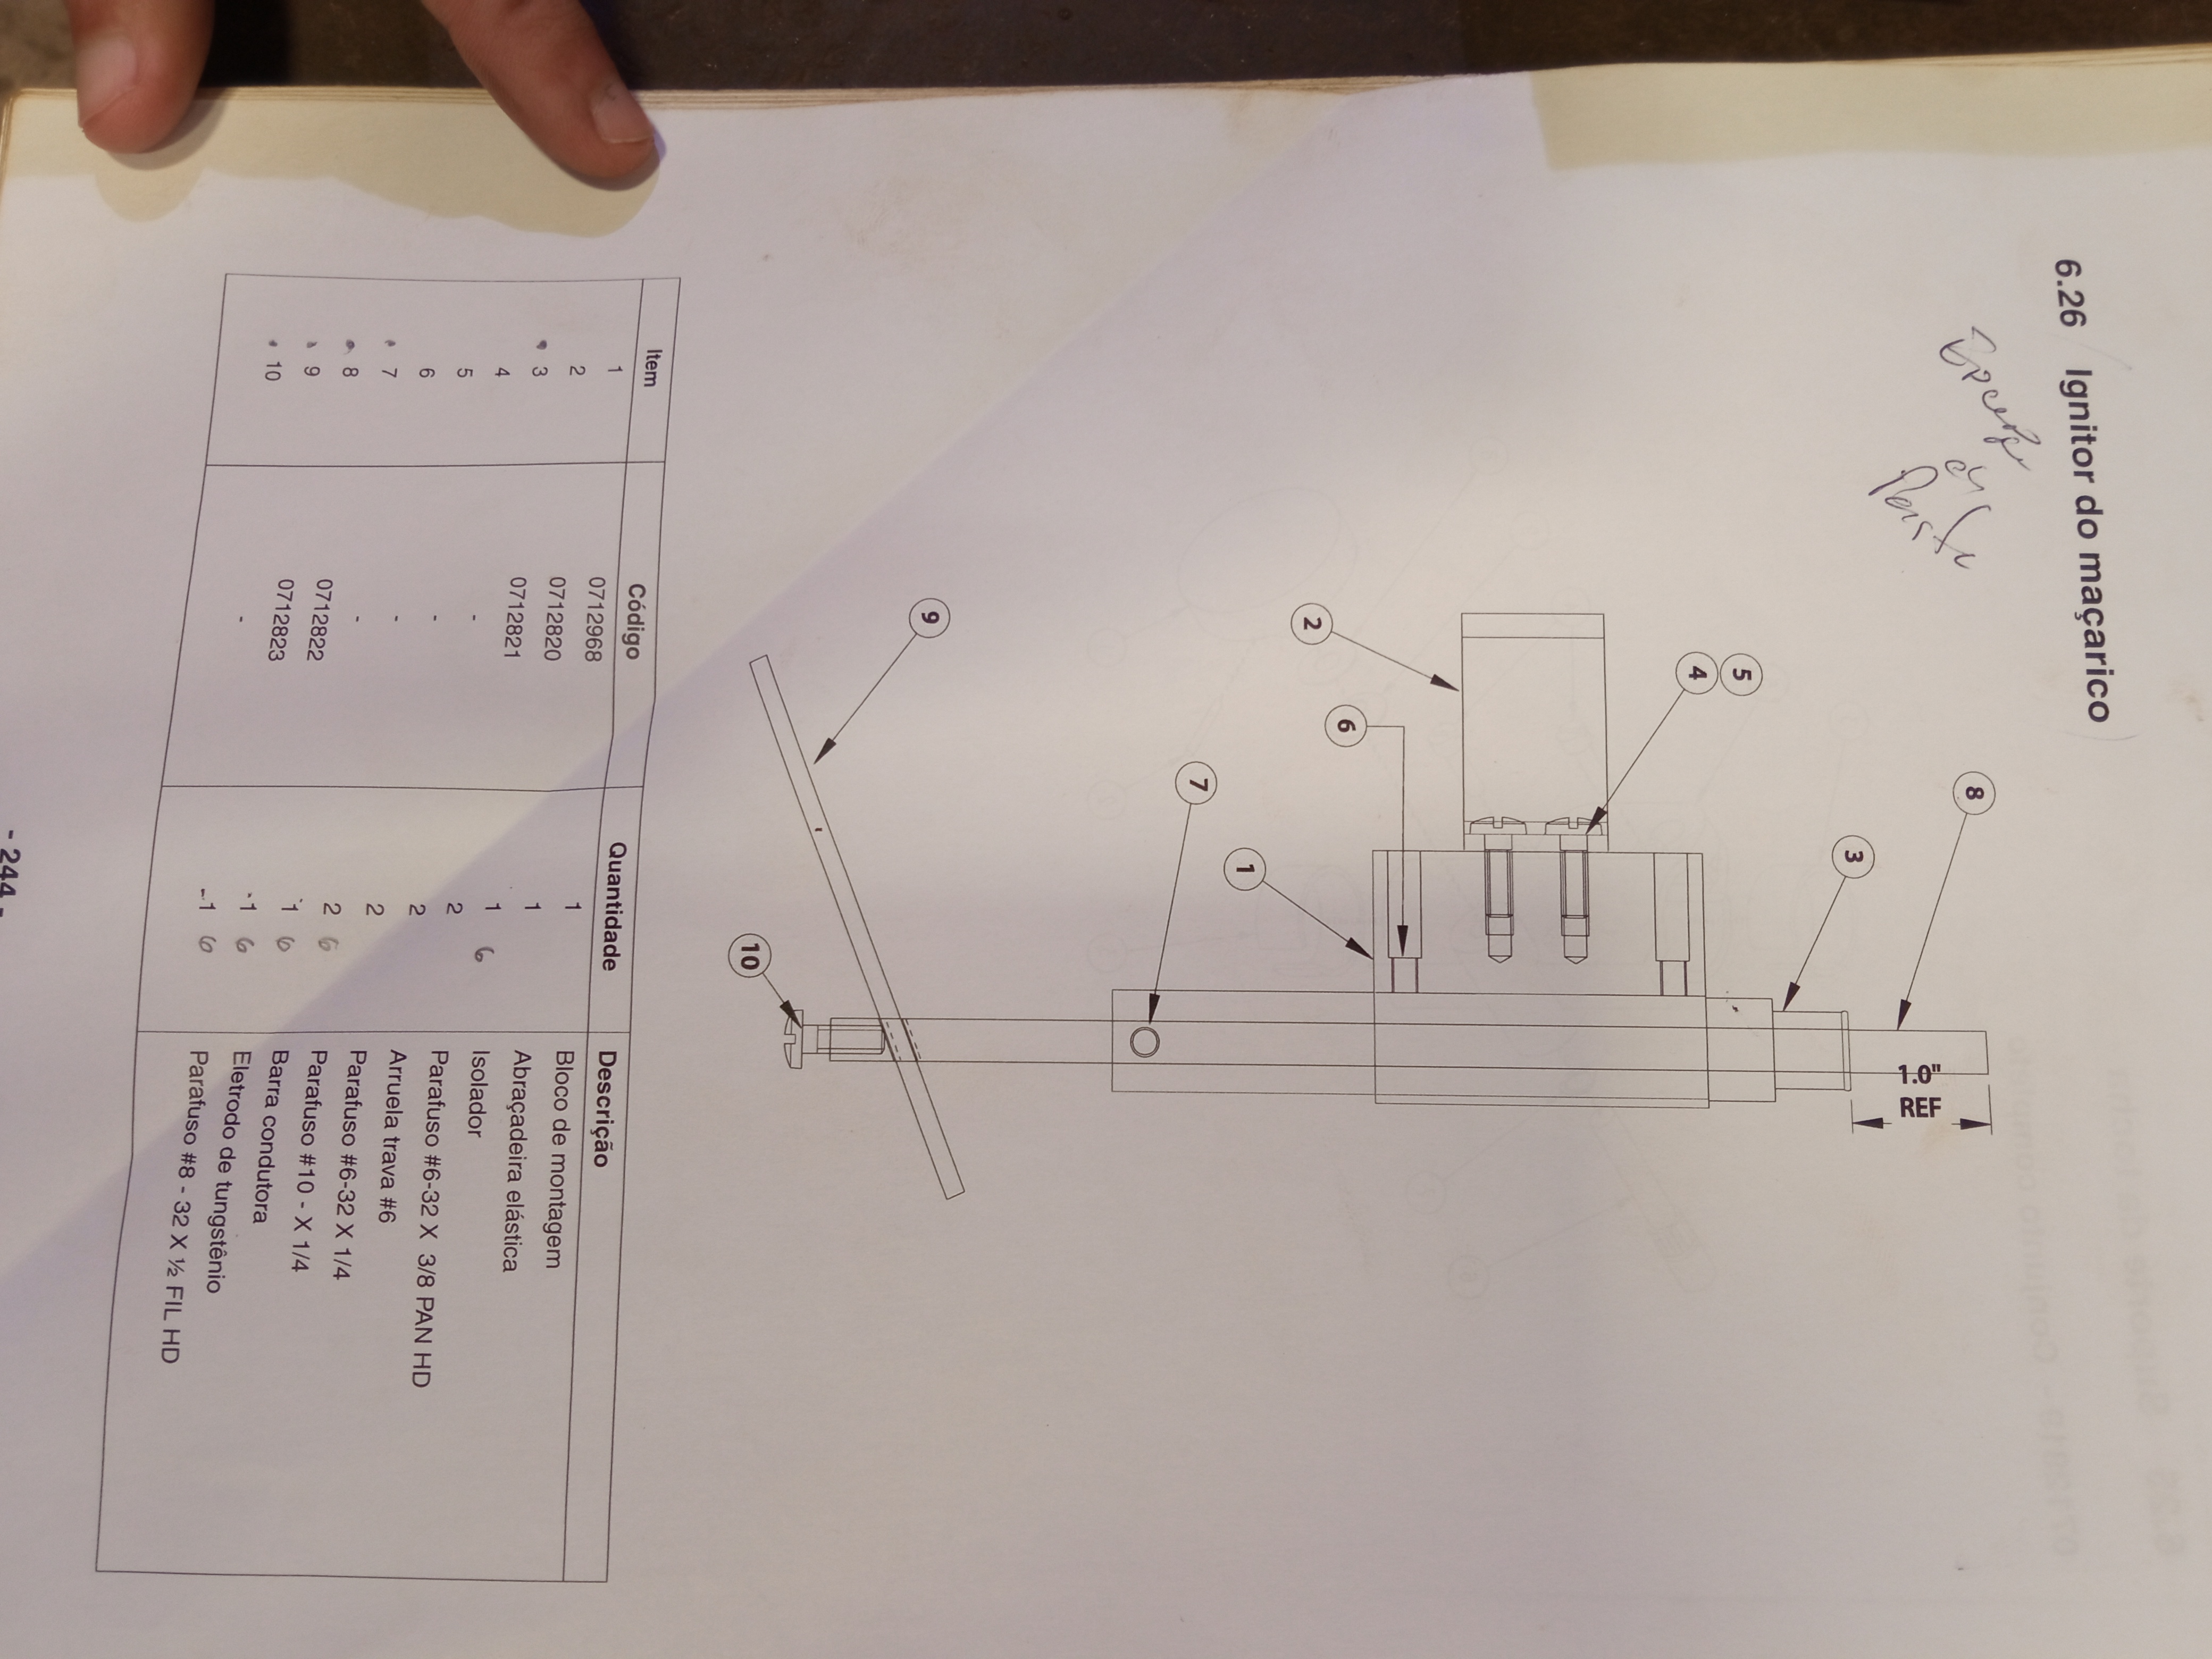 6.26 Ignitor do maçarico
8
1.0"
REF
3
5
4
2
6
1
7
9
10
Item Código Quantidade Descrição
1 0712968 1 Bloco de montagem
2 0712820 1 Abraçadeira elástica
3 0712821 1 6 Isolador
4 - 2 Parafuso #6-32 X 3/8 PAN HD
5 - 2 Arruela trava #6
6 - 2 Parafuso #6-32 X 1/4
7 - 2 6 Parafuso #10 - X 1/4
8 0712822 1 6 Barra condutora
9 0712823 1 6 Eletrodo de tungstênio
10 - 1 6 Parafuso #8 - 32 X ½ FIL HD
- 244 -